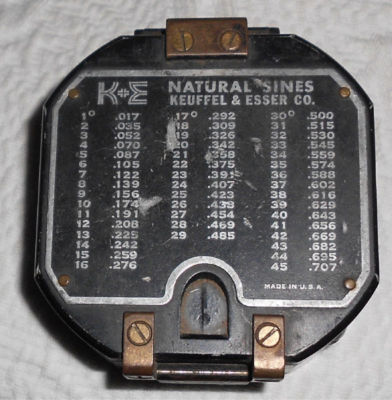 K+E NATURAL SINES
KEUFFEL & ESSER CO.
1° .017 17° .292 30° .500
2 .035 18 .309 31 .515
3 .052 19 .326 32 .530
4 .070 20 .342 33 .545
5 .087 21 .358 34 .559
6 .105 22 .375 35 .574
7 .122 23 .391 36 .588
8 .139 24 .407 37 .602
9 .156 25 .423 38 .616
10 .174 26 .438 39 .629
11 .191 27 .454 40 .643
12 .208 28 .469 41 .656
13 .225 29 .485 42 .669
14 .242 43 .682
15 .259 44 .695
16 .276 45 .707
MADE IN U.S.A.